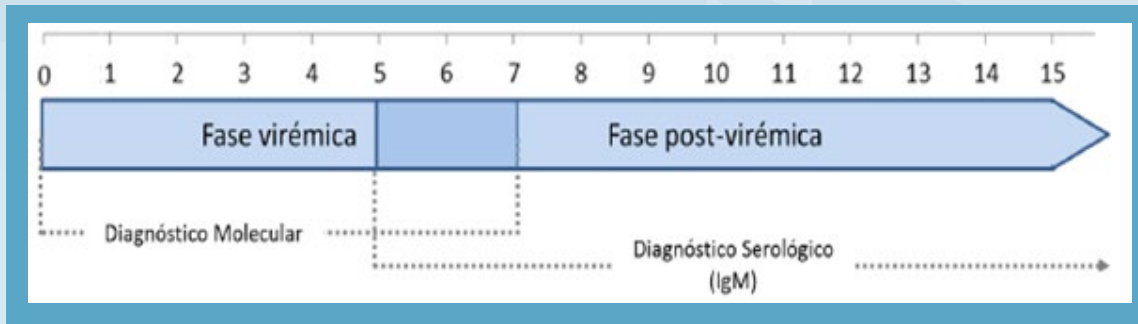 0 1 2 3 4 5 6 7 8 9 10 11 12 13 14 15
Fase virémica
Fase post-virémica
Diagnóstico Molecular
Diagnóstico Serológico
(IgM)